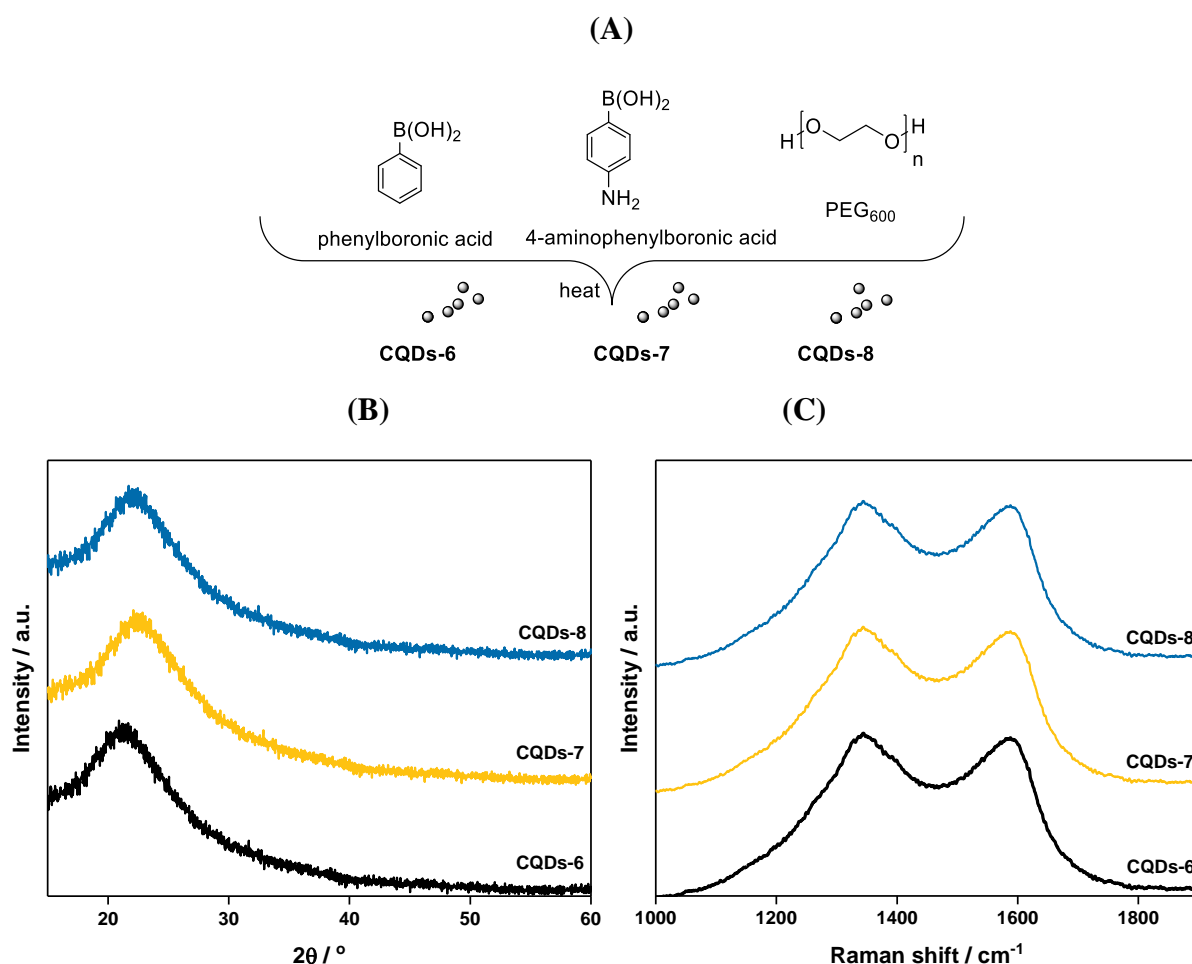 (A)
B(OH)2
B(OH)2
H O O H n
NH2
PEG600
phenylboronic acid
4-aminophenylboronic acid
heat
CQDs-6
CQDs-7
CQDs-8
(B)
(C)
Intensity / a.u.
CQDs-8
CQDs-7
CQDs-6
20 30 40 50 60
2θ / °
Intensity / a.u.
CQDs-8
CQDs-7
CQDs-6
1000 1200 1400 1600 1800
Raman shift / cm-1